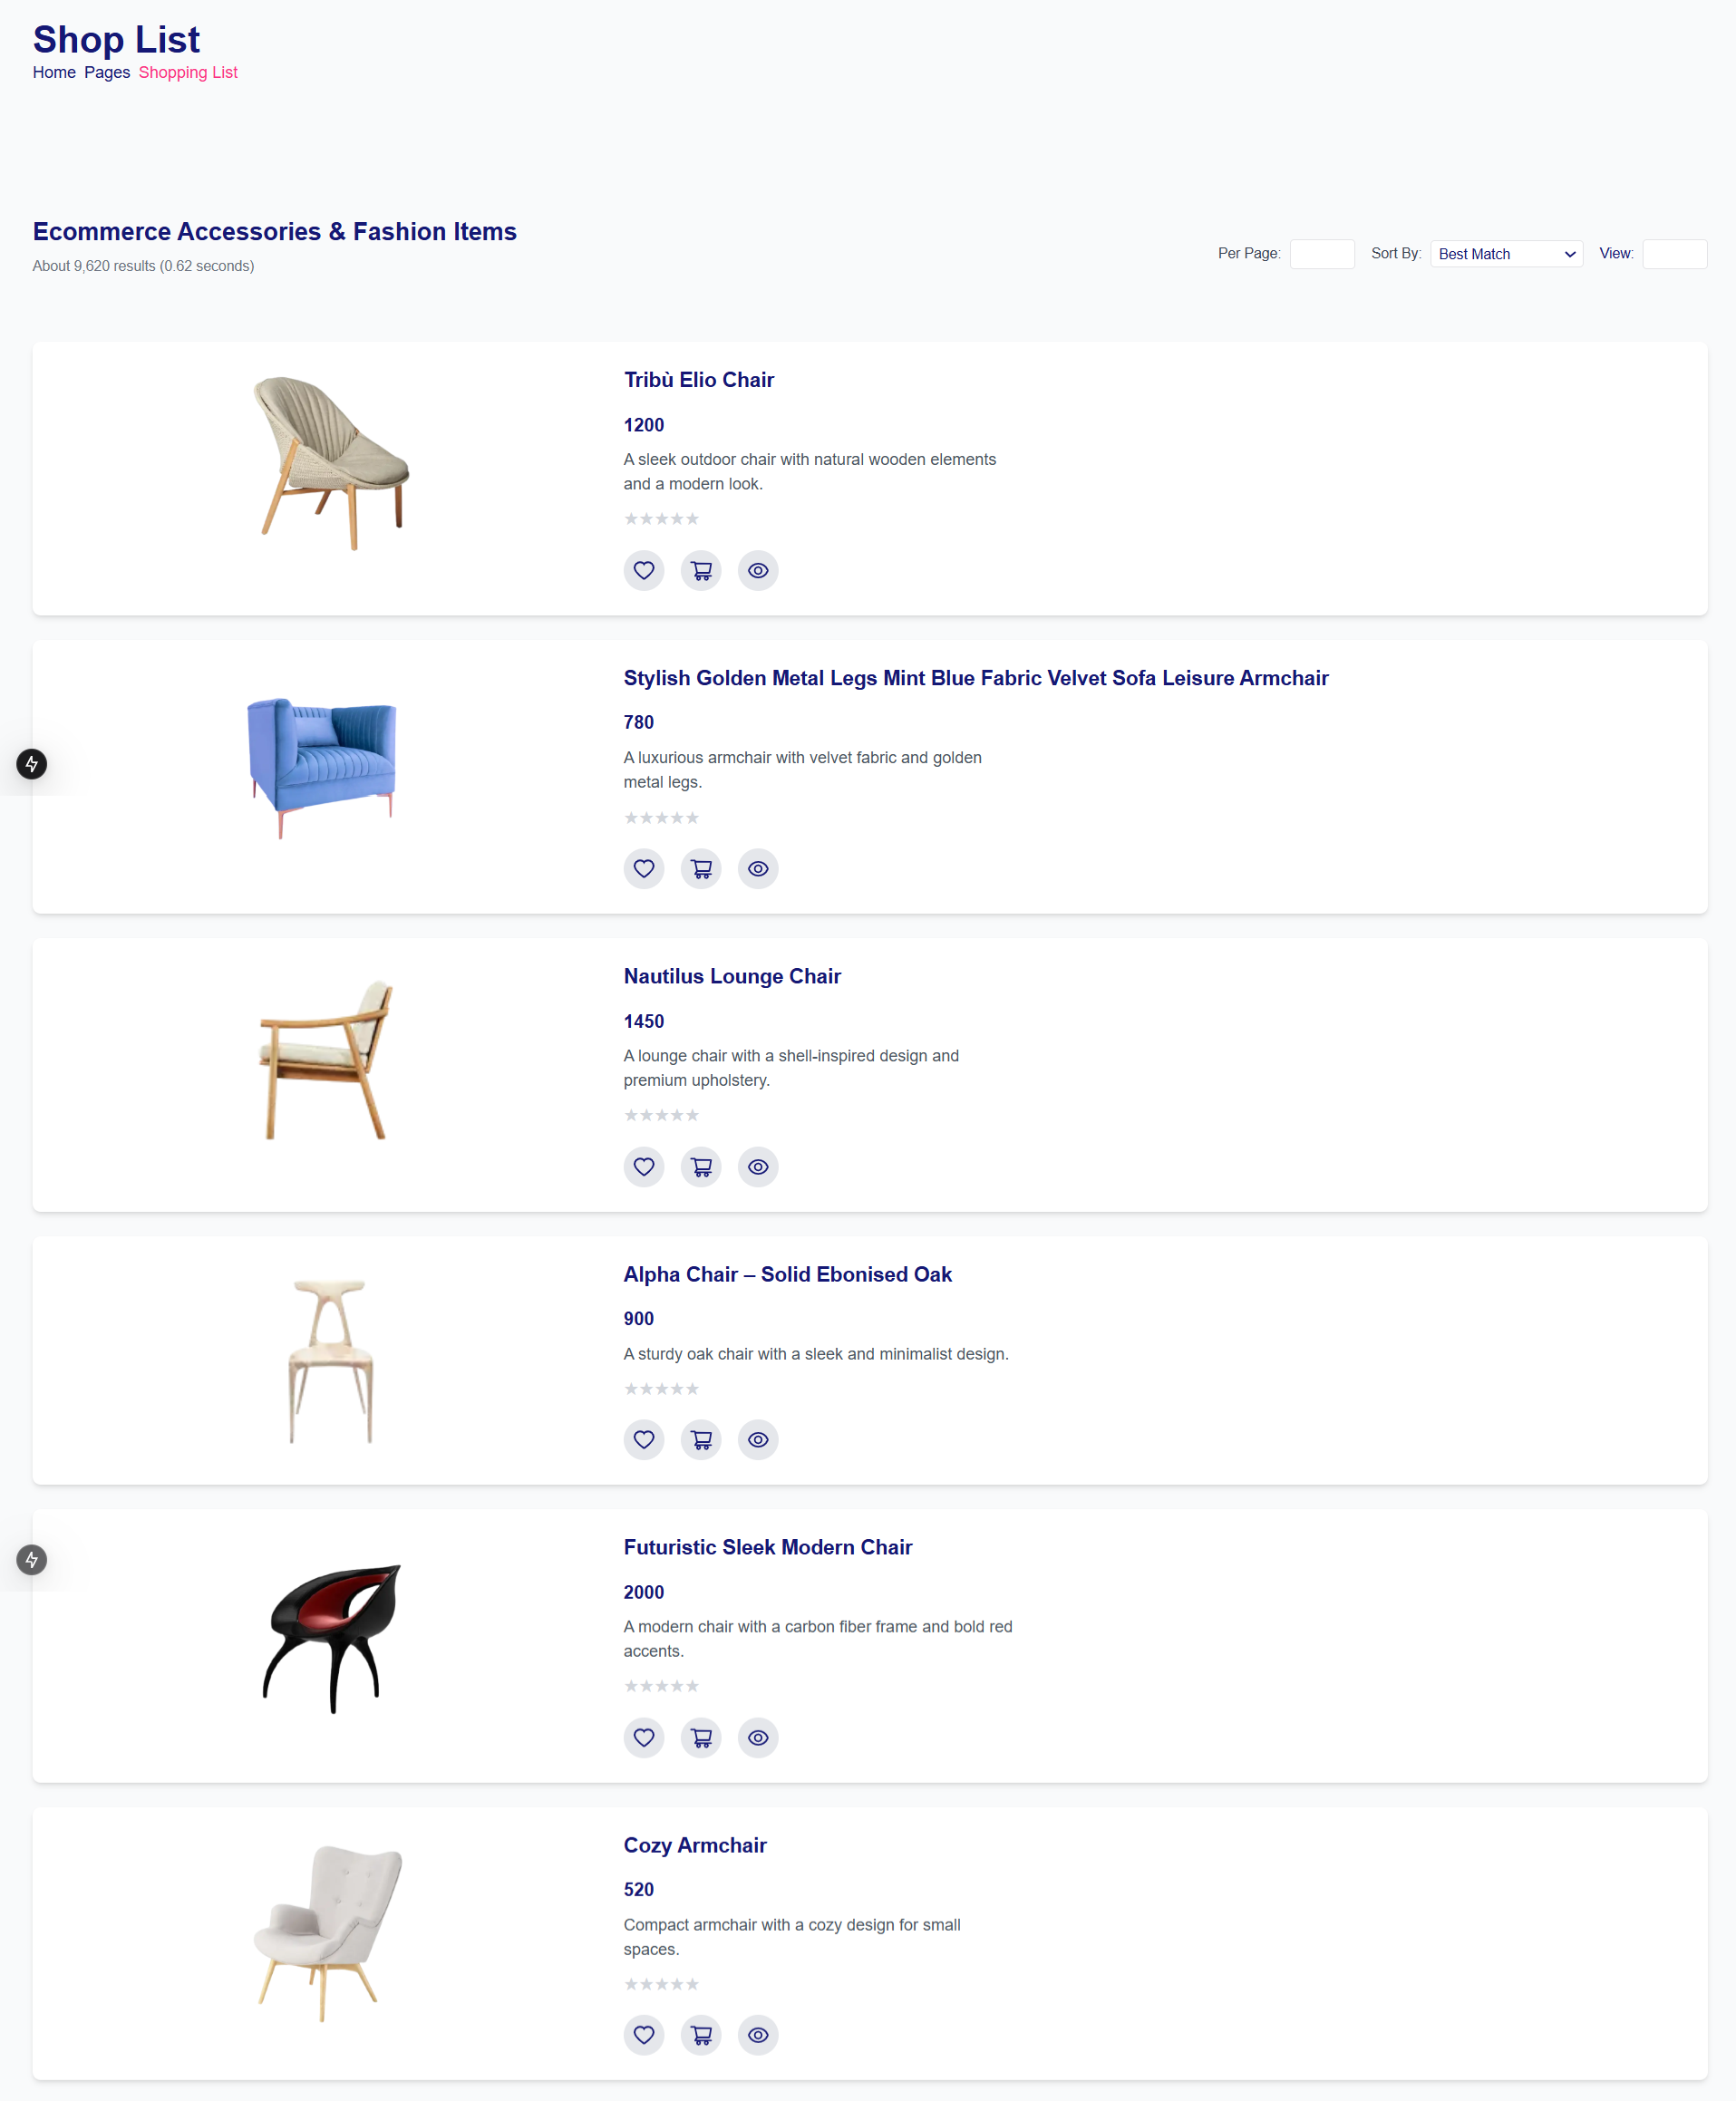 Shop List
Home Pages Shopping List
Ecommerce Accessories & Fashion Items
About 9,620 results (0.62 seconds)
Per Page: Sort By: Best Match View:
Tribù Elio Chair
1200
A sleek outdoor chair with natural wooden elements
and a modern look.
★★★★★
Stylish Golden Metal Legs Mint Blue Fabric Velvet Sofa Leisure Armchair
780
A luxurious armchair with velvet fabric and golden
metal legs.
★★★★★
Nautilus Lounge Chair
1450
A lounge chair with a shell-inspired design and
premium upholstery.
★★★★★
Alpha Chair – Solid Ebonised Oak
900
A sturdy oak chair with a sleek and minimalist design.
★★★★★
Futuristic Sleek Modern Chair
2000
A modern chair with a carbon fiber frame and bold red
accents.
★★★★★
Cozy Armchair
520
Compact armchair with a cozy design for small
spaces.
★★★★★